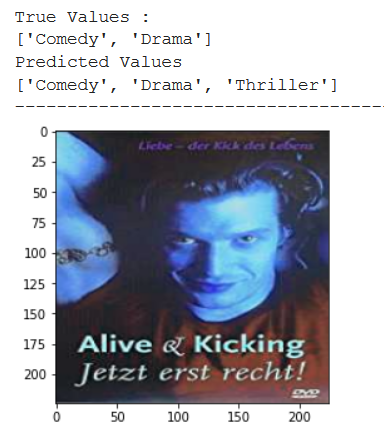 True Values :
['Comedy', 'Drama']
Predicted Values
['Comedy', 'Drama', 'Thriller']
----------------------------------------
0
25
50
75
100
125
150
175
200
Liebe – der Kick des Lebens
Alive & Kicking
Jetzt erst recht!
DVD
0 50 100 150 200